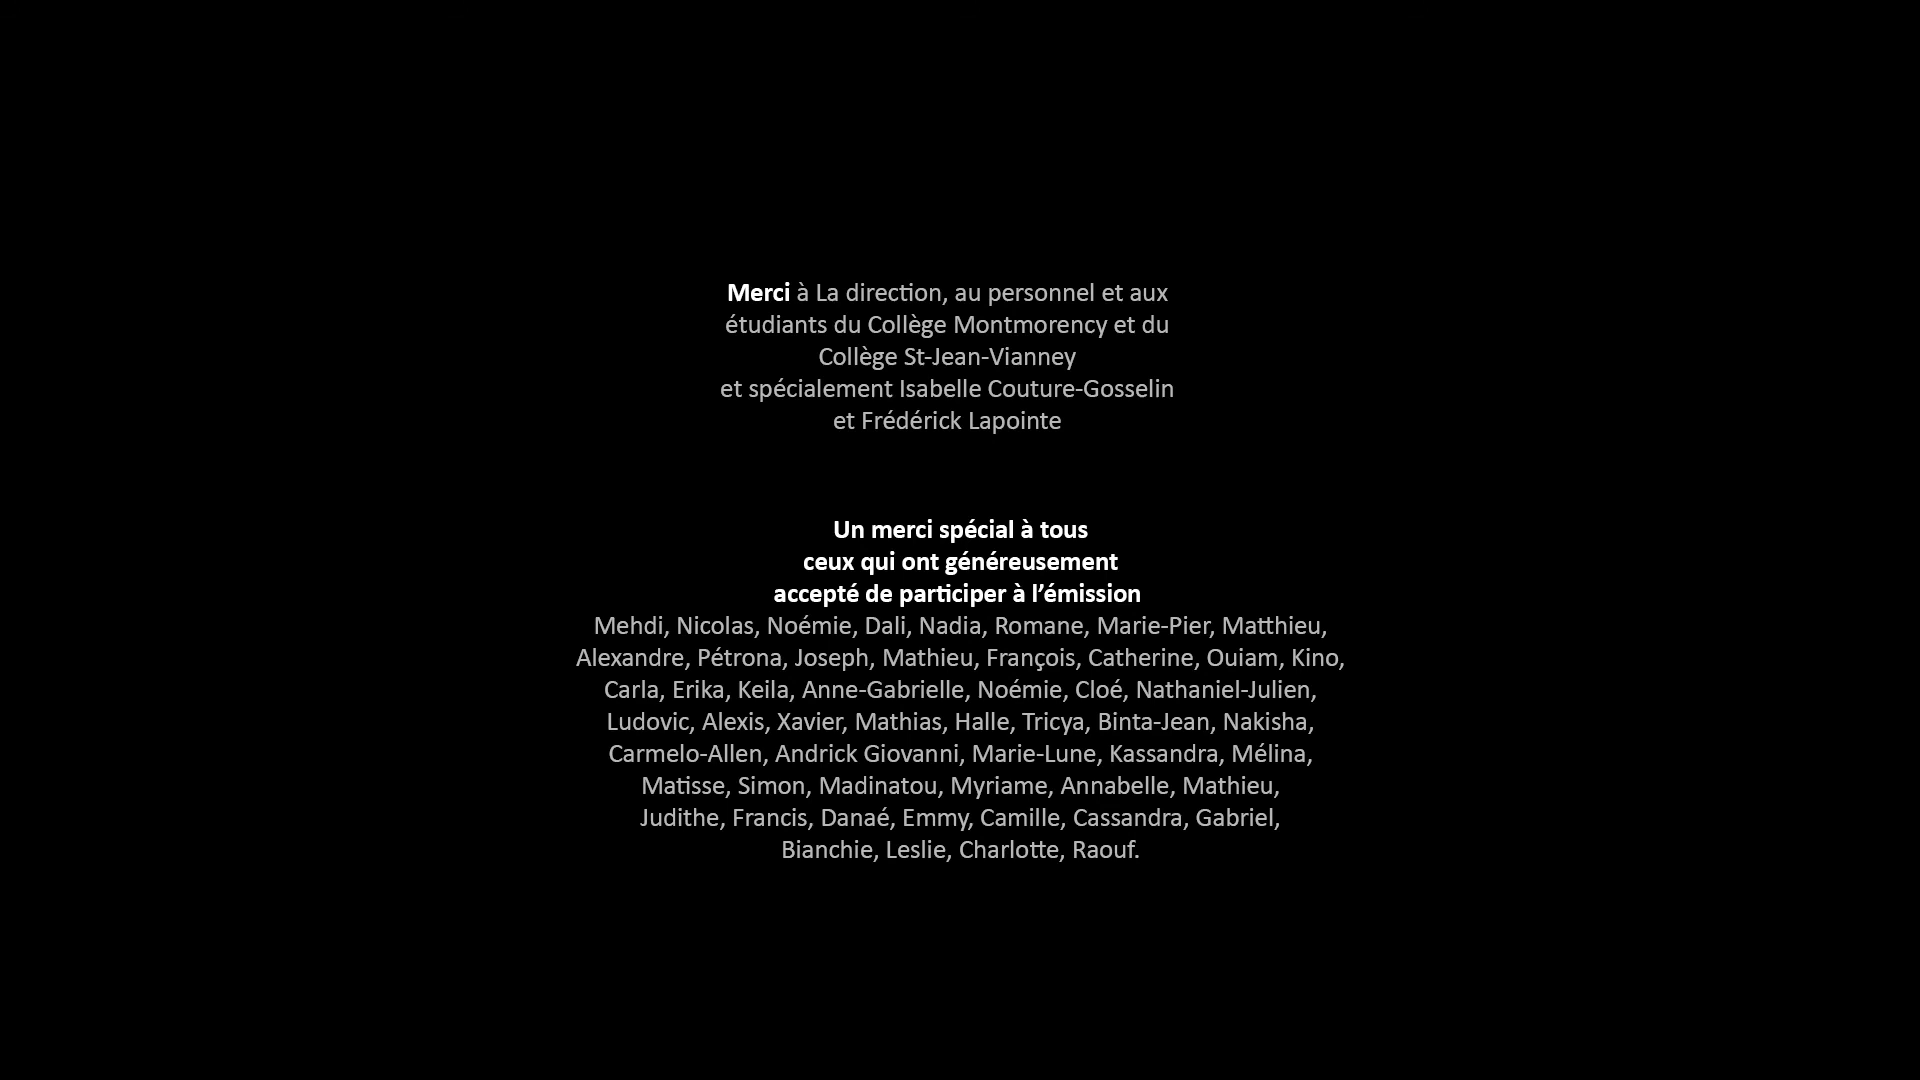 Merci à La direction, au personnel et aux
étudiants du Collège Montmorency et du
Collège St-Jean-Vianney
et spécialement Isabelle Couture-Gosselin
et Frédérick Lapointe
Un merci spécial à tous
ceux qui ont généreusement
accepté de participer à l’émission
Mehdi, Nicolas, Noémie, Dali, Nadia, Romane, Marie-Pier, Matthieu,
Alexandre, Pétrona, Joseph, Mathieu, François, Catherine, Ouiam, Kino,
Carla, Erika, Keila, Anne-Gabrielle, Noémie, Cloé, Nathaniel-Julien,
Ludovic, Alexis, Xavier, Mathias, Halle, Tricya, Binta-Jean, Nakisha,
Carmelo-Allen, Andrick Giovanni, Marie-Lune, Kassandra, Mélina,
Matisse, Simon, Madinatou, Myriame, Annabelle, Mathieu,
Judithe, Francis, Danaé, Emmy, Camille, Cassandra, Gabriel,
Bianchie, Leslie, Charlotte, Raouf.